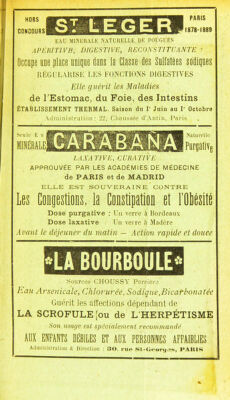 HORS CONCOURS
ST LEGER
PARIS 1878-1889
EAU MINERALE NATURELLE DE POUGUES
APERITIVE, DIGESTIVE, RECONSTITUANTE
Occupe une place unique dans la Classe des Sulfatées sodiques
RÉGULARISE LES FONCTIONS DIGESTIVES
Elle guérit les Maladies
de l'Estomac, du Foie, des Intestins
ÉTABLISSEMENT THERMAL. Saison du 1er Juin au 1er Octobre
Administration: 22, Chaussée d'Antin, Paris
Seule MINÉRALE
CARABANA
Naturelle Purgative
LAXATIVE, CURATIVE
APPROUVÉE PAR LES ACADÉMIES DE MÉDECINE
de PARIS et de MADRID
ELLE EST SOUVERAINE CONTRE
Les Congestions, la Constipation et l'Obésité
Dose purgative : Un verre à Bordeaux
Dose laxative : Un verre à Madère
Avant le déjeuner du matin — Action rapide et douce
*LA BOURBOULE*
Sources CHOUSSY Perrière
Eau Arsenicale, Chlorurée, Sodique, Bicarbonatée
Guérit les affections dépendant de
LA SCROFULE ou de L'HERPÉTISME
Son usage est spécialement recommandé
AUX ENFANTS DÉBILES ET AUX PERSONNES AFFAIBLIES
Administration & Direction : 30, rue St-Georges, PARIS